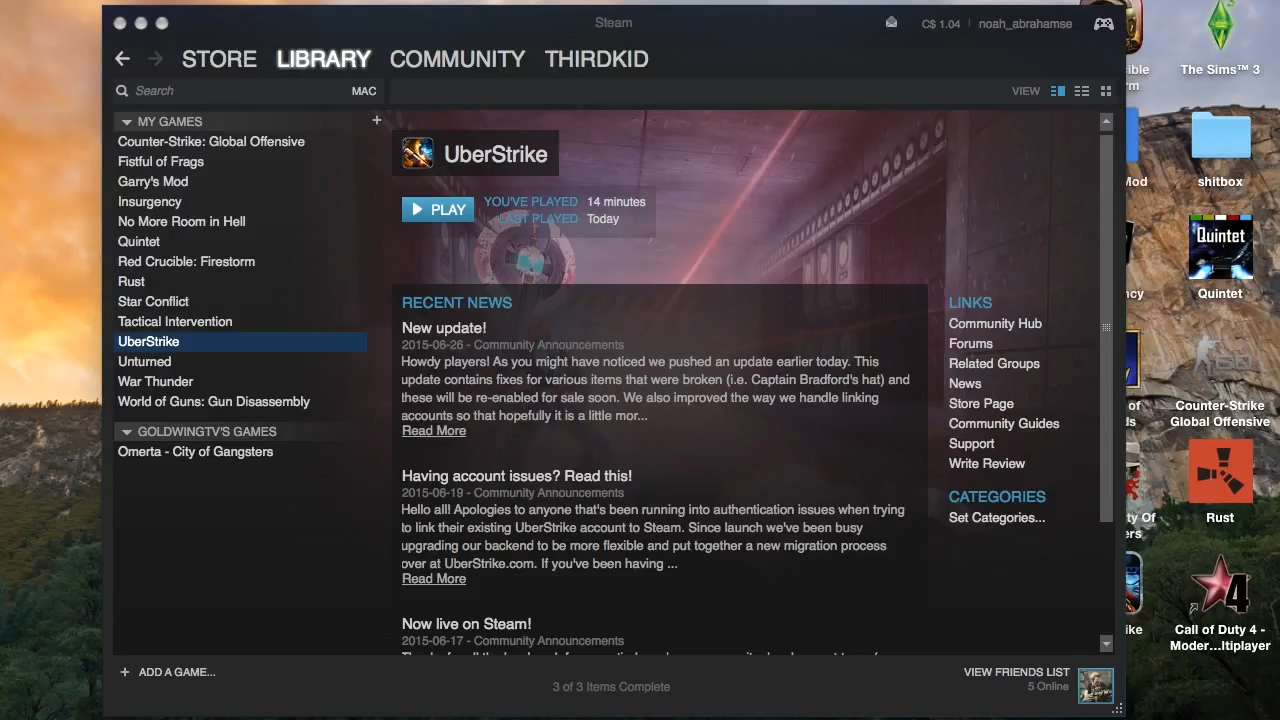 Steam
C$ 1.04
noah_abrahamse
STORE
LIBRARY
COMMUNITY
THIRDKID
Search
MAC
VIEW
MY GAMES
+
Counter-Strike: Global Offensive
Fistful of Frags
Garry's Mod
Insurgency
No More Room in Hell
Quintet
Red Crucible: Firestorm
Rust
Star Conflict
Tactical Intervention
UberStrike
Unturned
War Thunder
World of Guns: Gun Disassembly
GOLDWINGTV'S GAMES
Omerta - City of Gangsters
UberStrike
PLAY
YOU'VE PLAYED 14 minutes
LAST PLAYED Today
RECENT NEWS
New update!
2015-06-26 - Community Announcements
Howdy players! As you might have noticed we pushed an update earlier today. This
update contains fixes for various items that were broken (i.e. Captain Bradford's hat) and
these will be re-enabled for sale soon. We also improved the way we handle linking
accounts so that hopefully it is a little mor...
Read More
Having account issues? Read this!
2015-06-19 - Community Announcements
Hello all! Apologies to anyone that's been running into authentication issues when trying
to link their existing UberStrike account to Steam. Since launch we've been busy
upgrading our backend to be more flexible and put together a new migration process
over at UberStrike.com. If you've been having ...
Read More
Now live on Steam!
2015-06-17 - Community Announcements
LINKS
Community Hub
Forums
Related Groups
News
Store Page
Community Guides
Support
Write Review
CATEGORIES
Set Categories...
+ ADD A GAME...
3 of 3 Items Complete
VIEW FRIENDS LIST
5 Online
The Sims™ 3
shitbox
Quintet
Quintet
Counter-Strike
Global Offensive
Rust
4
Call of Duty 4 -
Moder...ltiplayer
rible
rm
Mod
ncy
of
ds
ty Of
ers
ike